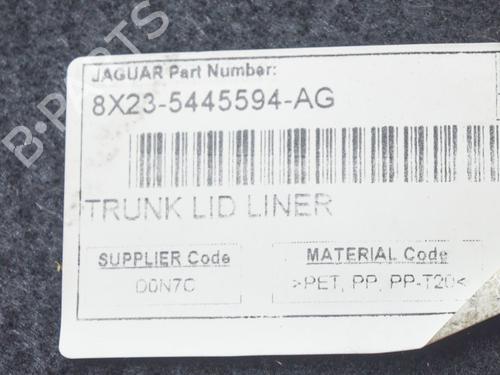 B-PARTS
JAGUAR Part Number:
8X23-5445594-AG
TRUNK LID LINER
SUPPLIER Code
D0N7C
MATERIAL Code
>PET, PP, PP-T20<